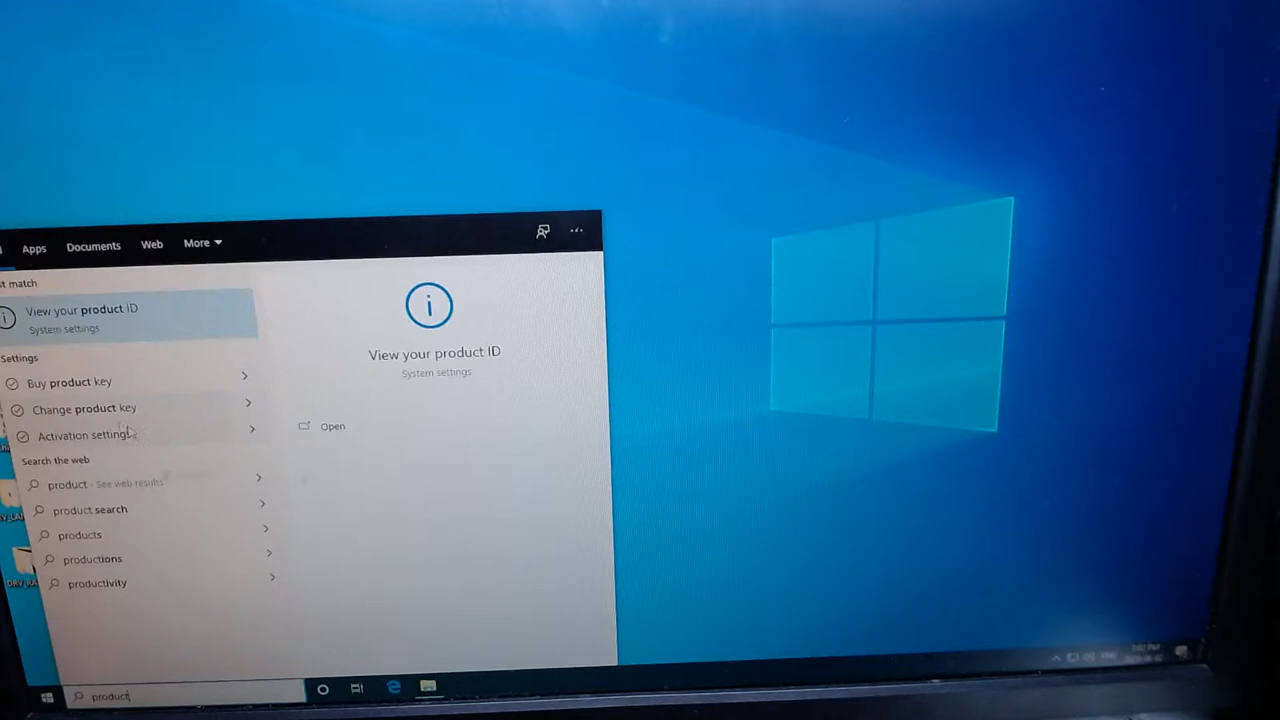 Apps Documents Web More
st match
View your product ID
System settings
Settings
Buy product key
Change product key
Activation settings
Search the web
product - See web results
product search
products
productions
productivity
View your product ID
System settings
Open
product